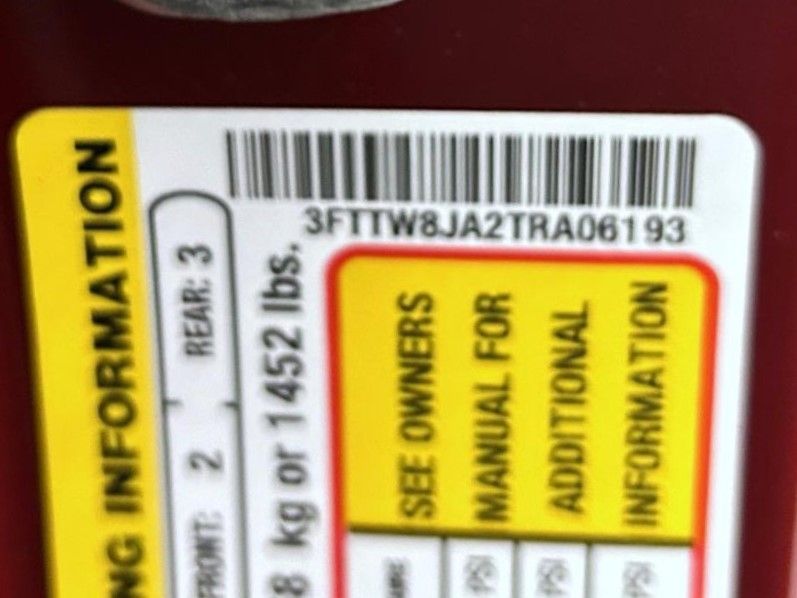 3FTTW8JA2TRA06193
NG INFORMATION
FRONT: 2 REAR: 3
8 kg or 1452 lbs.
SEE OWNERS
MANUAL FOR
ADDITIONAL
INFORMATION
PSI
PSI
PSI